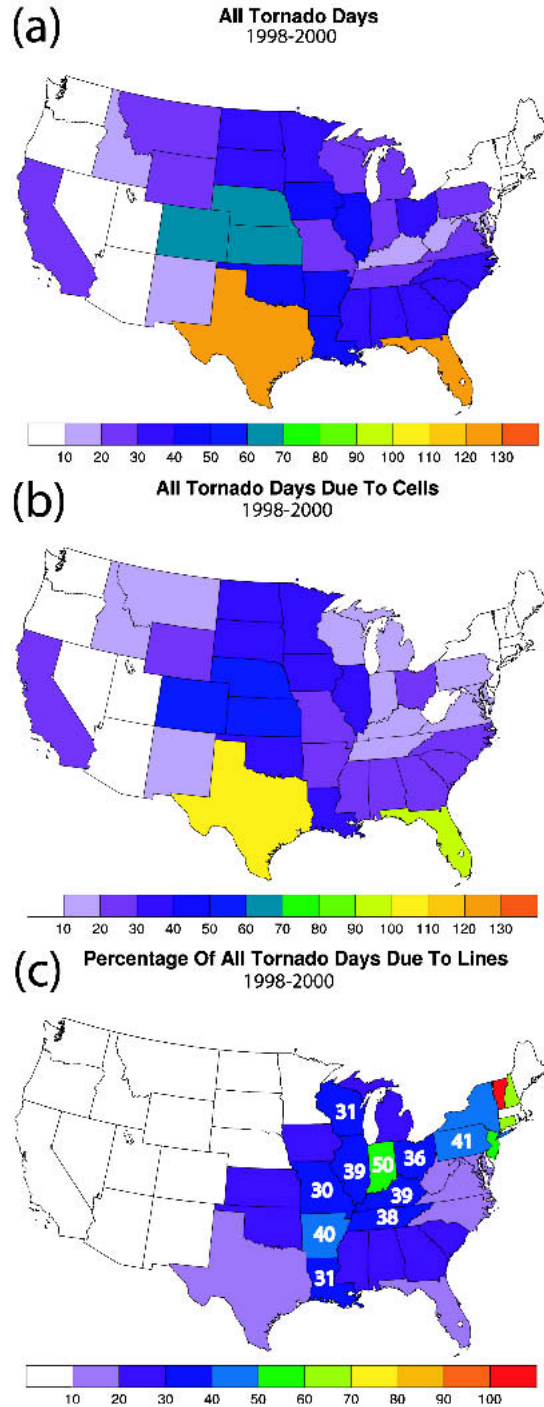 (a)
All Tornado Days
1998-2000
10 20 30 40 50 60 70 80 90 100 110 120 130
(b)
All Tornado Days Due To Cells
1998-2000
10 20 30 40 50 60 70 80 90 100 110 120 130
(c)
Percentage Of All Tornado Days Due To Lines
1998-2000
31
41
39 50 36
30
39
38
40
31
10 20 30 40 50 60 70 80 90 100